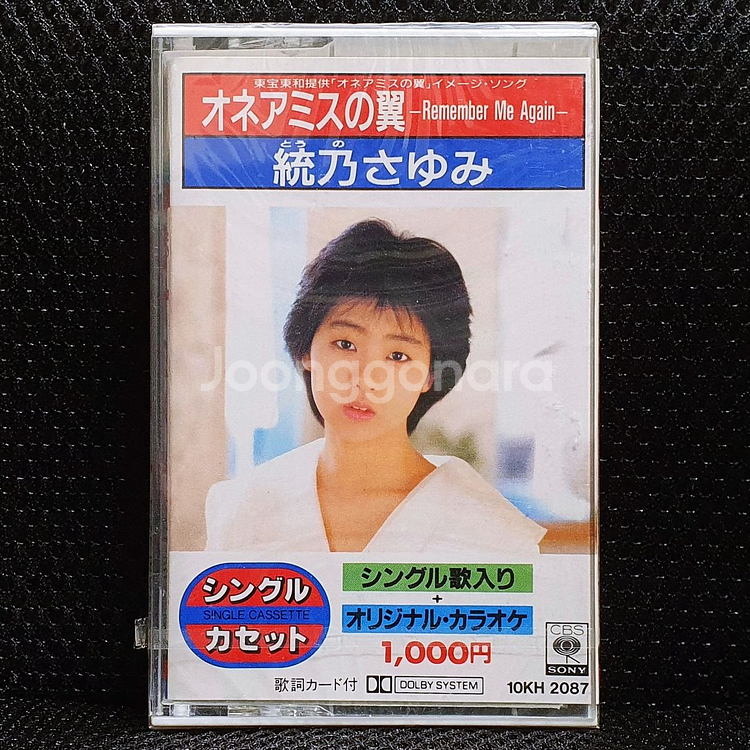 東宝東和提供「オネアミスの翼」イメージ・ソング
オネアミスの翼 —Remember Me Again—
とう の
統乃さゆみ
Joonggonara
シングル
SINGLE CASSETTE
カセット
シングル歌入り
+
オリジナル・カラオケ
1,000円
歌詞カード付 DOLBY SYSTEM
CBS
SONY
10KH 2087